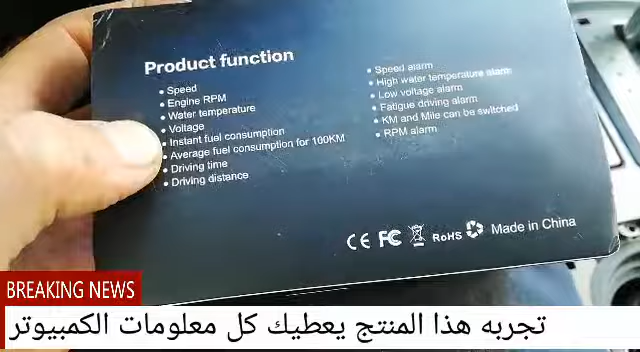 Product function
• Speed
• Engine RPM
• Water temperature
• Voltage
• Instant fuel consumption
• Average fuel consumption for 100KM
• Driving time
• Driving distance
• Speed alarm
• High water temperature alarm
• Low voltage alarm
• Fatigue driving alarm
• KM and Mile can be switched
• RPM alarm
CE FC RoHS Made in China
BREAKING NEWS
تجربه هذا المنتج يعطيك كل معلومات الكمبيوتر